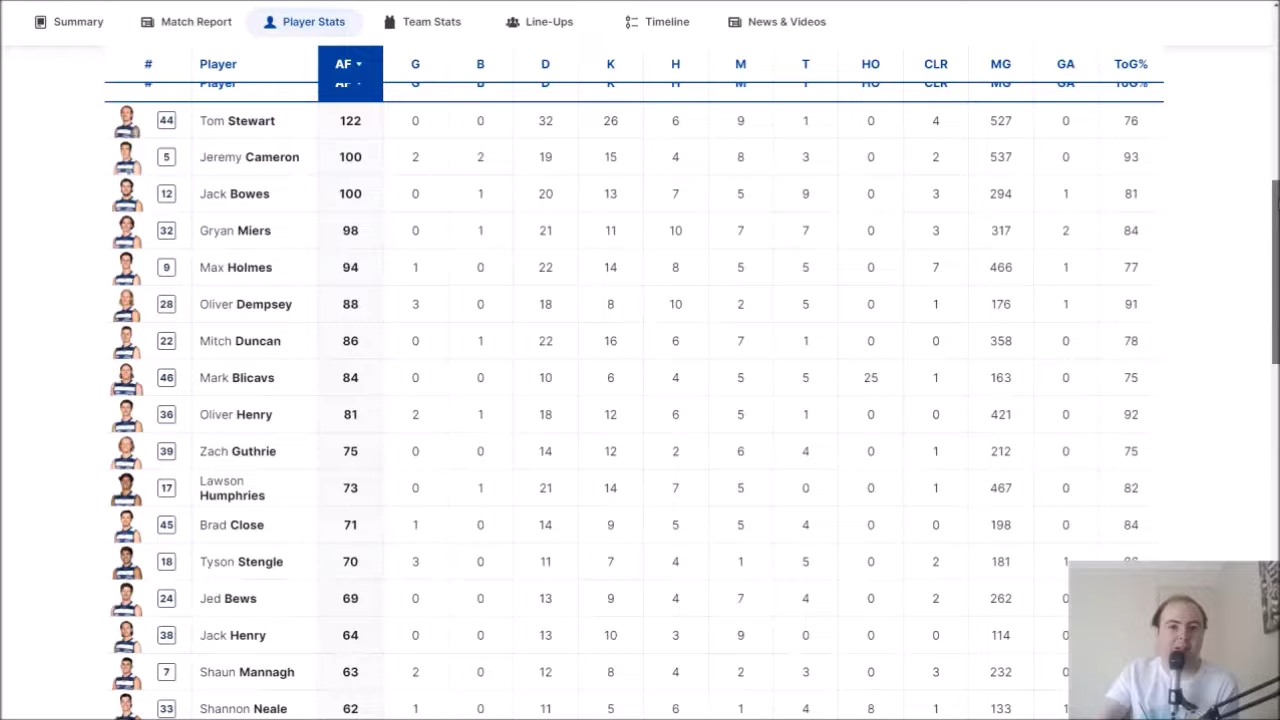 Summary Match Report Player Stats Team Stats Line-Ups Timeline News & Videos
# Player AF G B D K H M T HO CLR MG GA ToG%
# Player AF G B D K H M T HO CLR MG GA ToG%
44 Tom Stewart 122 0 0 32 26 6 9 1 0 4 527 0 76
5 Jeremy Cameron 100 2 2 19 15 4 8 3 0 2 537 0 93
12 Jack Bowes 100 0 1 20 13 7 5 9 0 3 294 1 81
32 Gryan Miers 98 0 1 21 11 10 7 7 0 3 317 2 84
9 Max Holmes 94 1 0 22 14 8 5 5 0 7 466 1 77
28 Oliver Dempsey 88 3 0 18 8 10 2 5 0 1 176 1 91
22 Mitch Duncan 86 0 1 22 16 6 7 1 0 0 358 0 78
46 Mark Blicavs 84 0 0 10 6 4 5 5 25 1 163 0 75
36 Oliver Henry 81 2 1 18 12 6 5 1 0 0 421 0 92
39 Zach Guthrie 75 0 0 14 12 2 6 4 0 1 212 0 75
17 Lawson
Humphries 73 0 1 21 14 7 5 0 0 1 467 0 82
45 Brad Close 71 1 0 14 9 5 5 4 0 0 198 0 84
18 Tyson Stengle 70 3 0 11 7 4 1 5 0 2 181 1
24 Jed Bews 69 0 0 13 9 4 7 4 0 2 262 0
38 Jack Henry 64 0 0 13 10 3 9 0 0 0 114 0
7 Shaun Mannagh 63 2 0 12 8 4 2 3 0 3 232 0
33 Shannon Neale 62 1 0 11 5 6 1 4 8 1 133 0